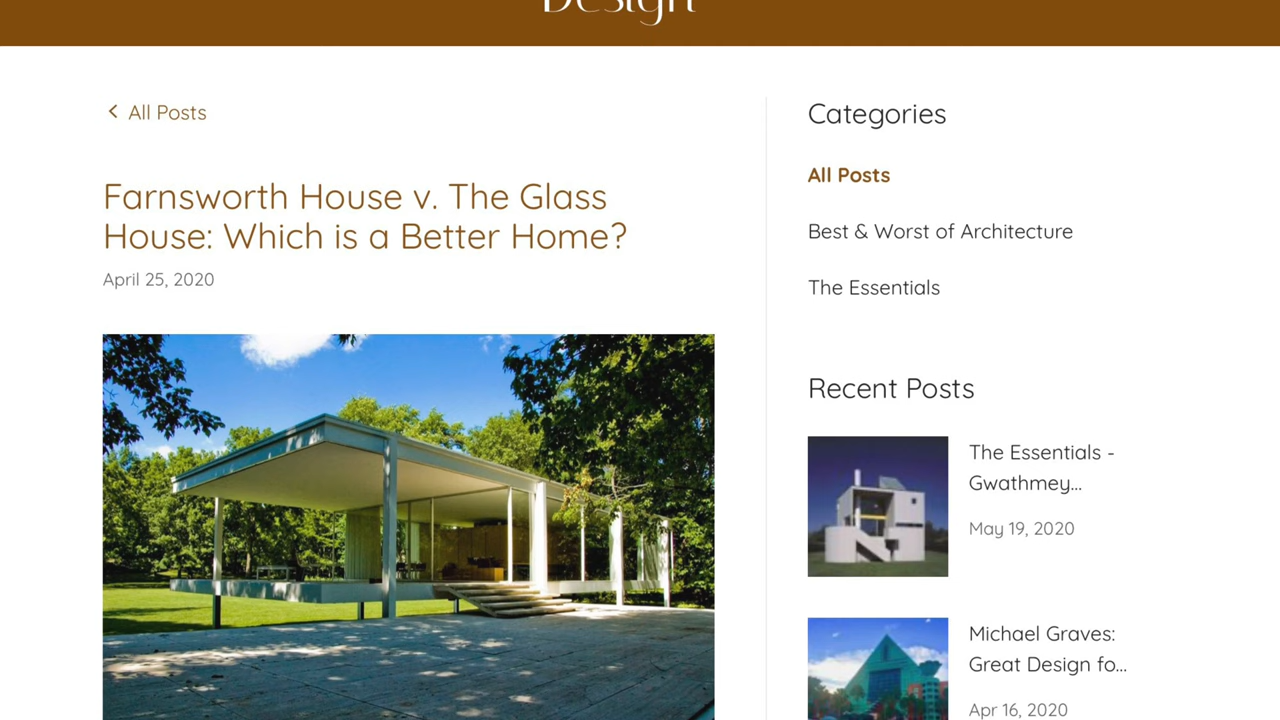 Design
All Posts
Farnsworth House v. The Glass
House: Which is a Better Home?
April 25, 2020
Categories
All Posts
Best & Worst of Architecture
The Essentials
Recent Posts
The Essentials -
Gwathmey...
May 19, 2020
Michael Graves:
Great Design fo...
Apr 16, 2020